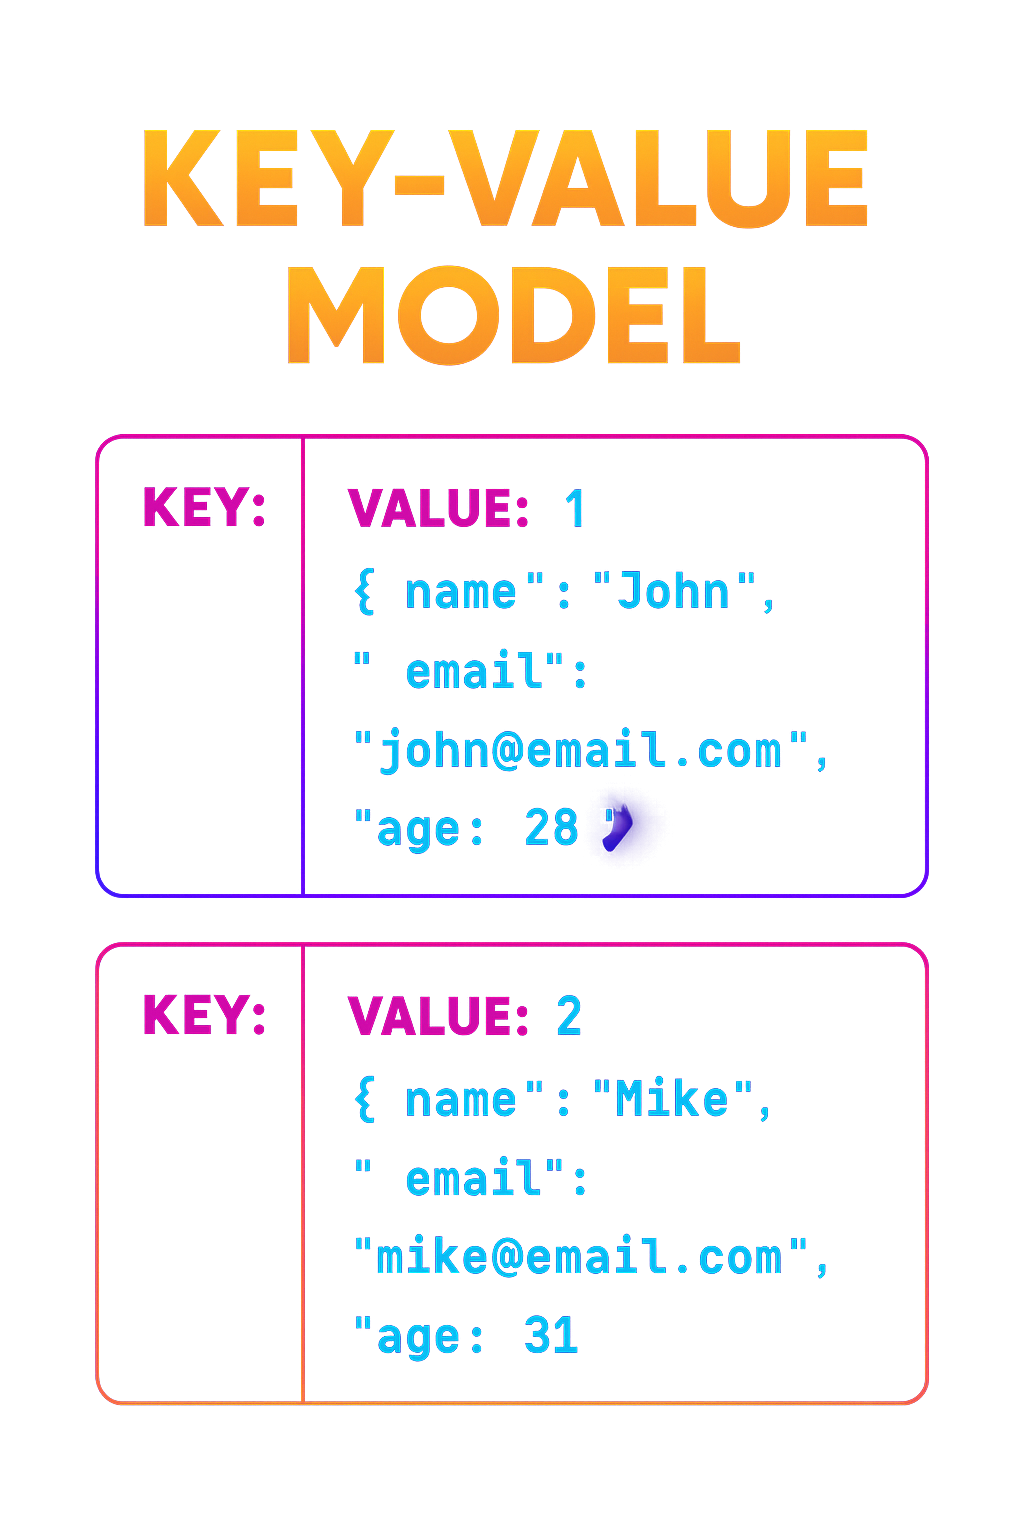 KEY-VALUE
MODEL
KEY:
VALUE: 1
{ name": "John",
" email":
"john@email.com",
"age: 28 "
KEY:
VALUE: 2
{ name": "Mike",
" email":
"mike@email.com",
"age: 31